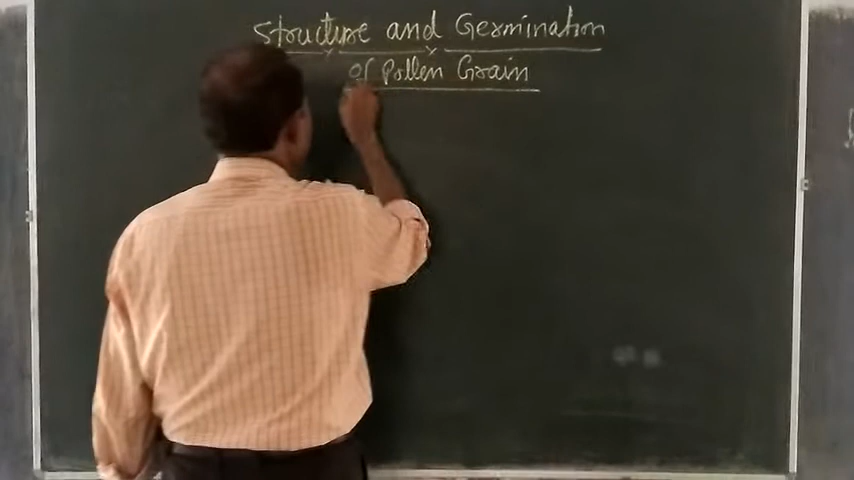 Structure and Germination
of Pollen Grain